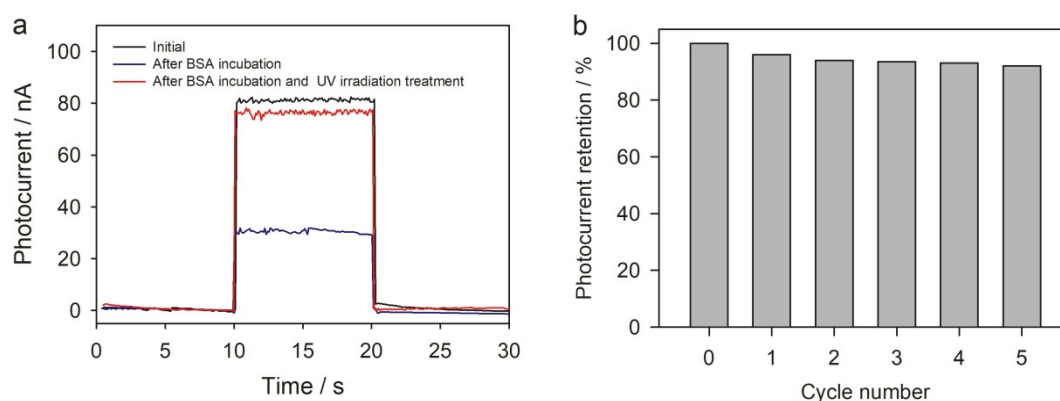 a
Photocurrent / nA
100
80
60
40
20
0
Initial
After BSA incubation
After BSA incubation and UV irradiation treatment
0 5 10 15 20 25 30
Time / s
b
Photocurrent retention / %
100
80
60
40
20
0
0 1 2 3 4 5
Cycle number